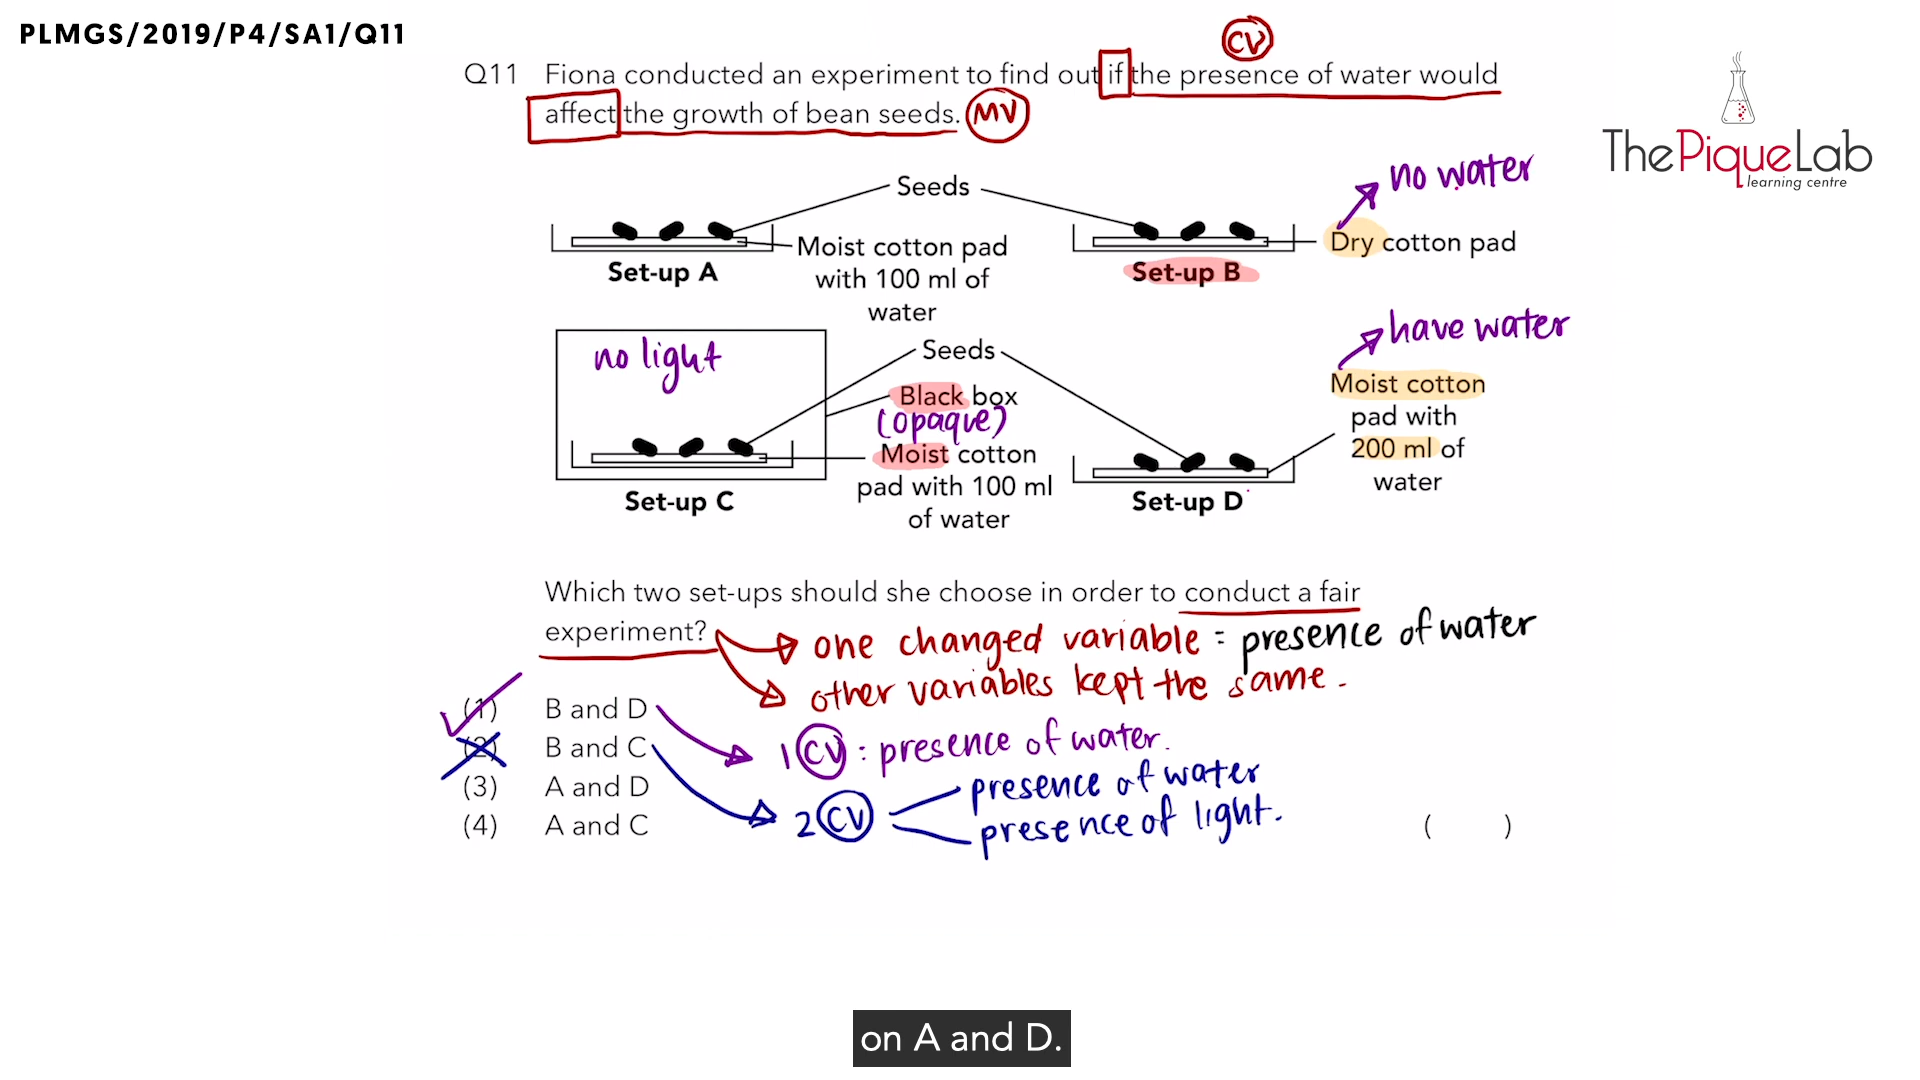 PLMGS/2019/P4/SA1/Q11
CV
Q11 Fiona conducted an experiment to find out if the presence of water would
affect the growth of bean seeds. MV
ThePiqueLab
learning centre
no water
Seeds
Moist cotton pad
with 100 ml of
water
Set-up A
Dry cotton pad
Set-up B
have water
no light
Seeds
Black box
(opaque)
Moist cotton
pad with 100 ml
of water
Set-up C
Moist cotton
pad with
200 ml of
water
Set-up D
Which two set-ups should she choose in order to conduct a fair
experiment?
one changed variable = presence of water
other variables kept the same.
(1) B and D
1 CV : presence of water.
(2) B and C
2 CV
presence of water
presence of light.
(3) A and D
(4) A and C
( )
on A and D.